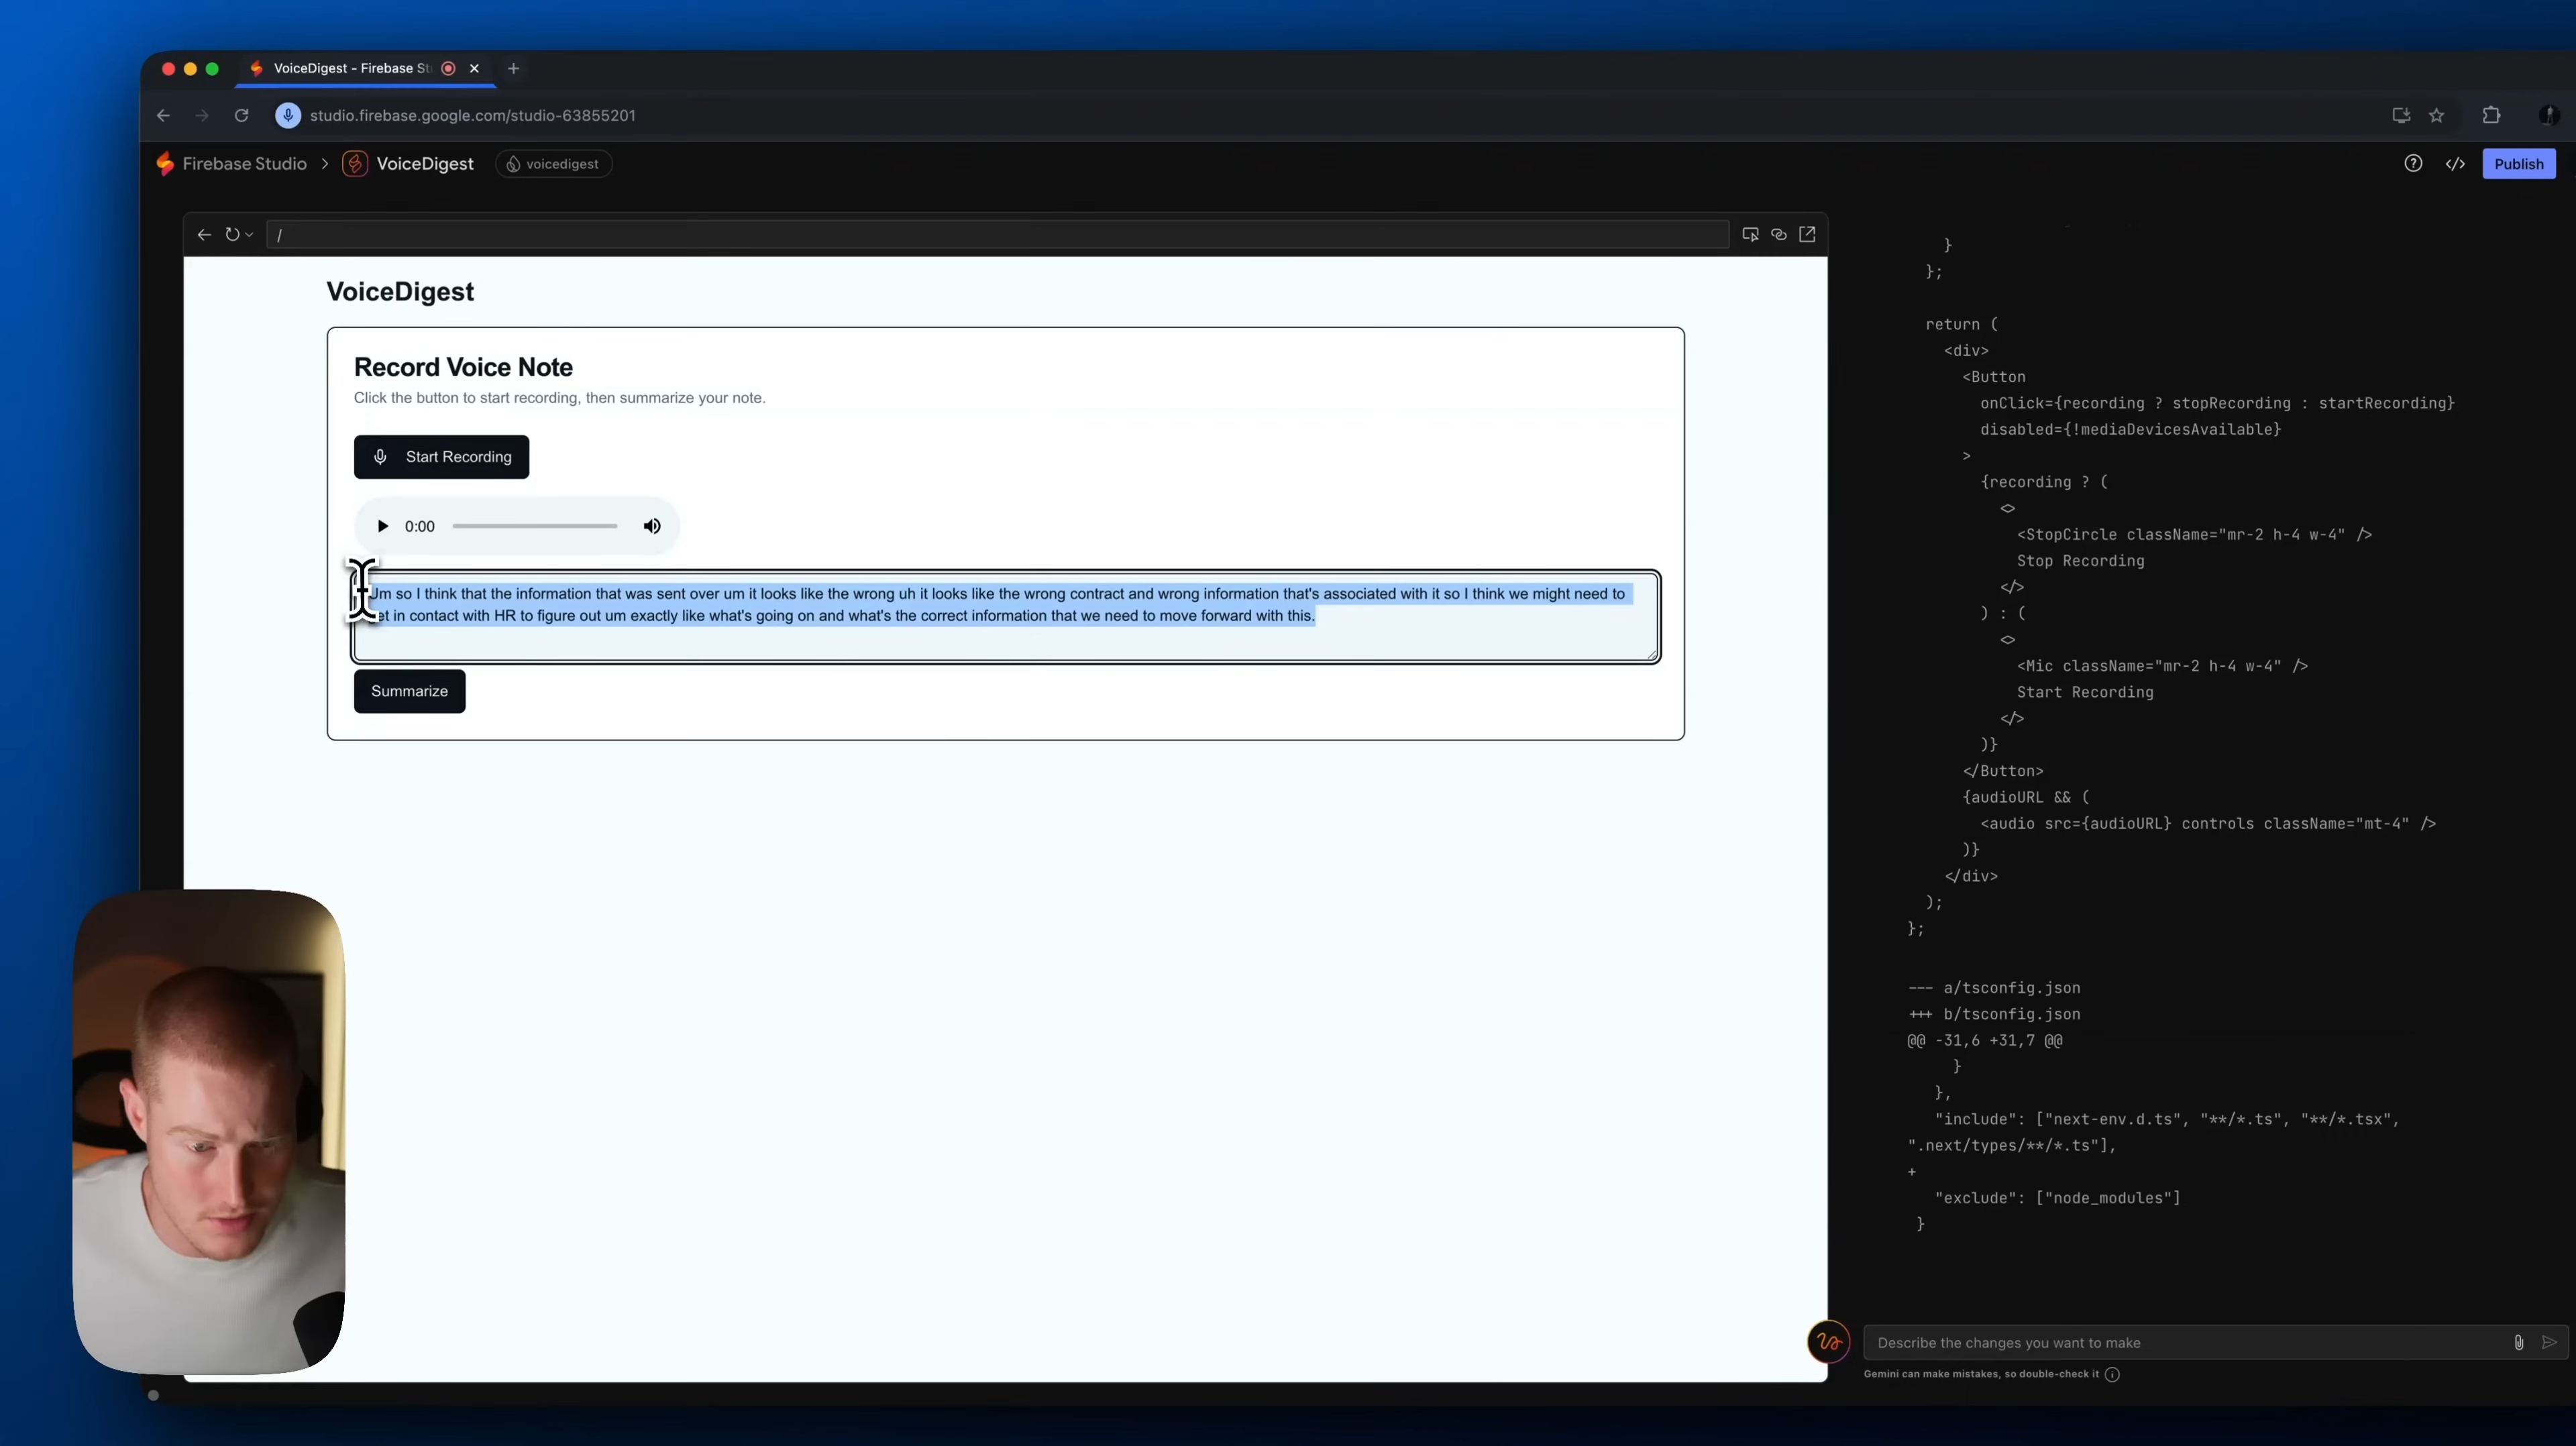 VoiceDigest - Firebase St
studio.firebase.google.com/studio-63855201
Firebase Studio > VoiceDigest voicedigest
Publish
/
VoiceDigest
Record Voice Note
Click the button to start recording, then summarize your note.
Start Recording
0:00
Um so I think that the information that was sent over um it looks like the wrong uh it looks like the wrong contract and wrong information that's associated with it so I think we might need to
in contact with HR to figure out um exactly like what's going on and what's the correct information that we need to move forward with this.
Summarize
}
};
return (
<div>
<Button
onClick={recording ? stopRecording : startRecording}
disabled={!mediaDevicesAvailable}
>
{recording ? (
<>
<StopCircle className="mr-2 h-4 w-4" />
Stop Recording
</>
) : (
<>
<Mic className="mr-2 h-4 w-4" />
Start Recording
</>
)}
</Button>
{audioURL && (
<audio src={audioURL} controls className="mt-4" />
)}
</div>
);
};
--- a/tsconfig.json
+++ b/tsconfig.json
@@ -31,6 +31,7 @@
}
},
"include": ["next-env.d.ts", "**/*.ts", "**/*.tsx",
".next/types/**/*.ts"],
+
"exclude": ["node_modules"]
}
Describe the changes you want to make
Gemini can make mistakes, so double-check it